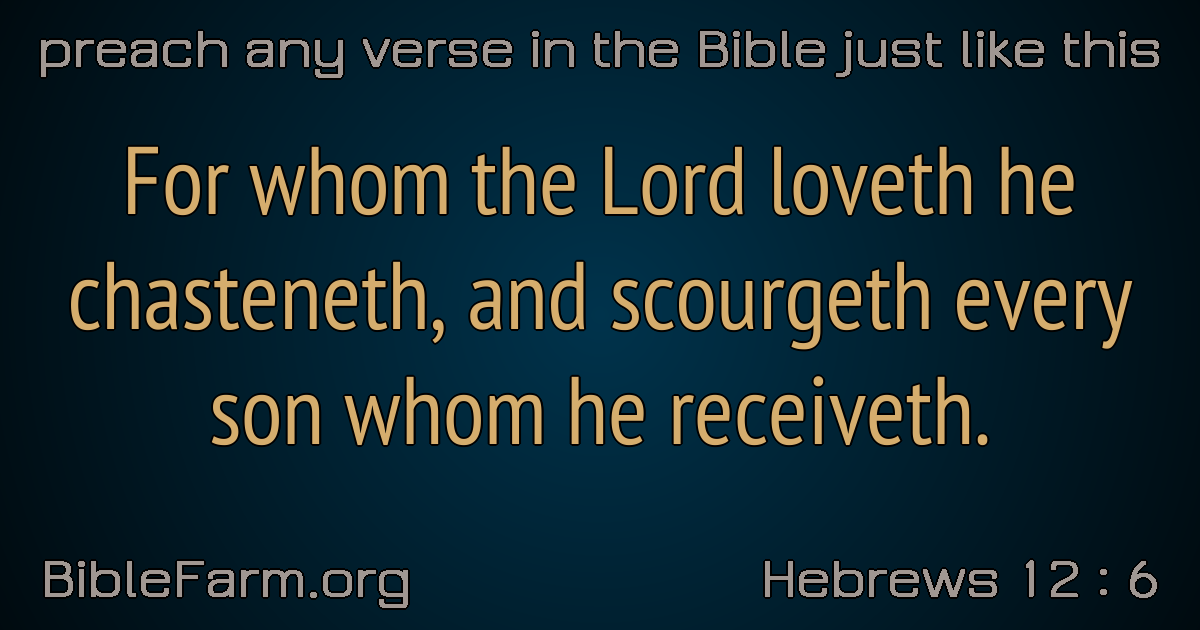 preach any verse in the Bible just like this
For whom the Lord loveth he
chasteneth, and scourgeth every
son whom he receiveth.
BibleFarm.org
Hebrews 12 : 6